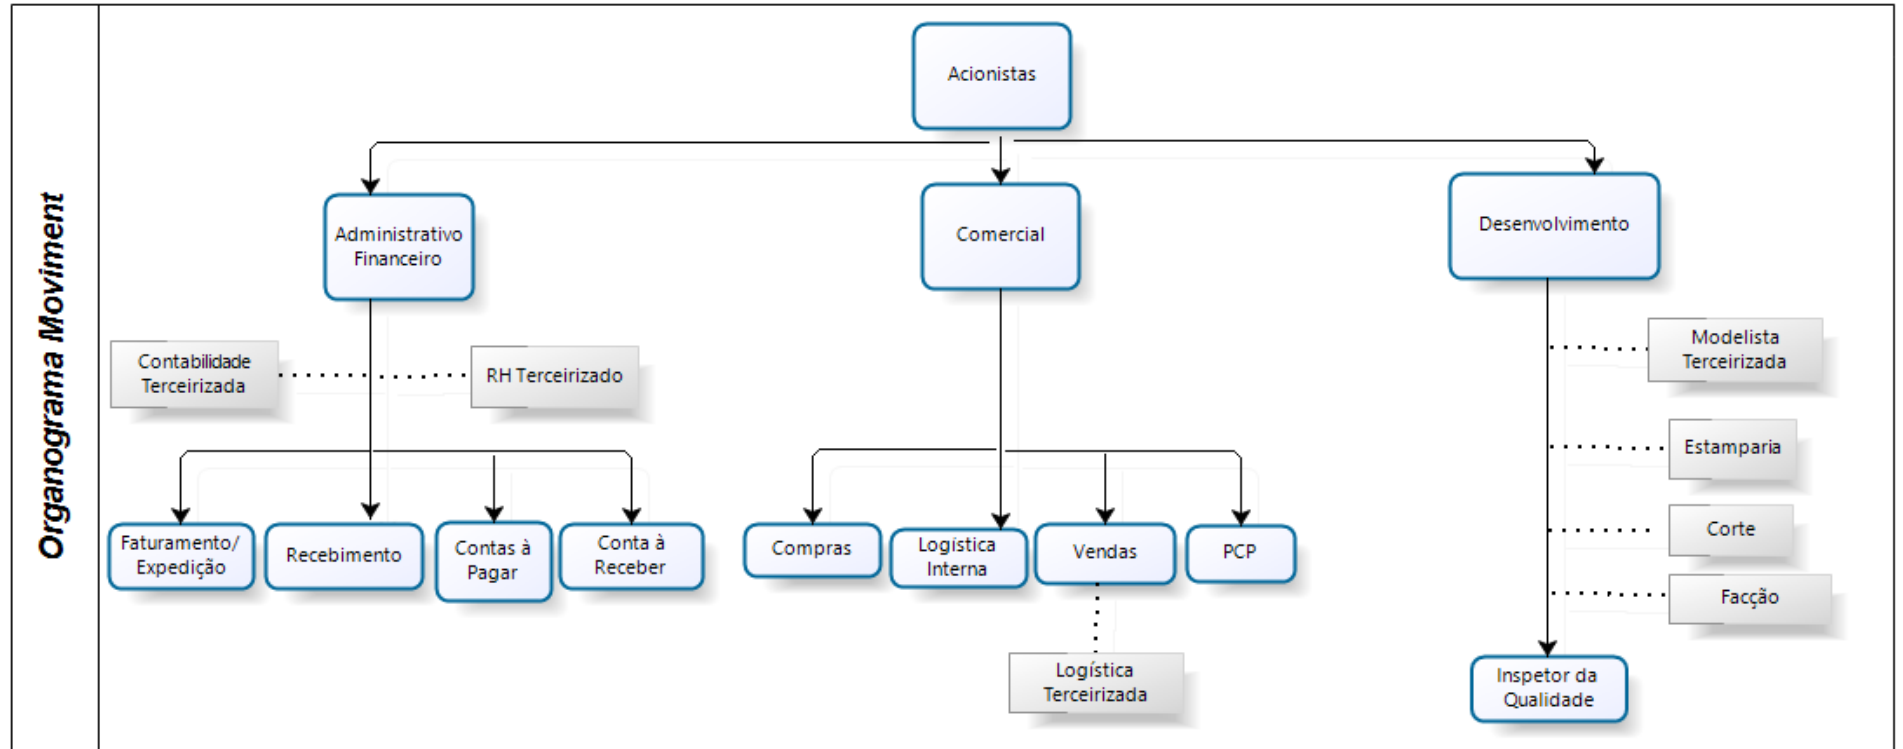 Organograma Moviment
Acionistas
Administrativo
Financeiro
Comercial
Desenvolvimento
Contabilidade
Terceirizada
RH Terceirizado
Modelista
Terceirizada
Estamparia
Corte
Facção
Faturamento/
Expedição
Recebimento
Contas à
Pagar
Conta à
Receber
Compras
Logística
Interna
Vendas
PCP
Logística
Terceirizada
Inspetor da
Qualidade